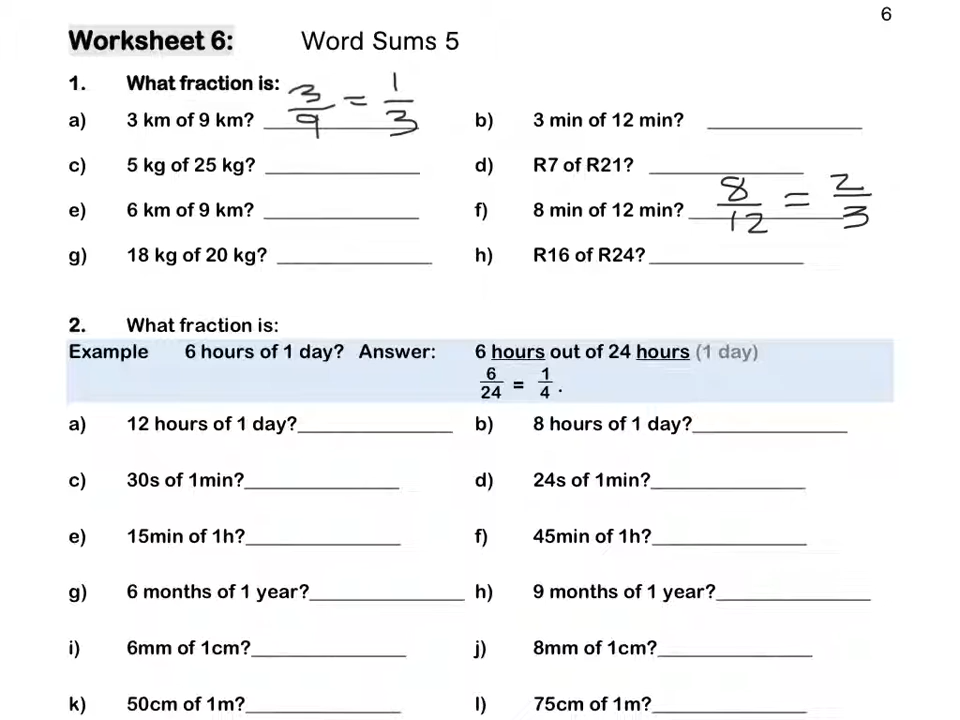 6
Worksheet 6: Word Sums 5
1. What fraction is:
a) 3 km of 9 km? 3/9 = 1/3 b) 3 min of 12 min?
c) 5 kg of 25 kg? d) R7 of R21?
e) 6 km of 9 km? f) 8 min of 12 min? 8/12 = 2/3
g) 18 kg of 20 kg? h) R16 of R24?
2. What fraction is:
Example 6 hours of 1 day? Answer: 6 hours out of 24 hours (1 day)
6/24 = 1/4 .
a) 12 hours of 1 day? b) 8 hours of 1 day?
c) 30s of 1min? d) 24s of 1min?
e) 15min of 1h? f) 45min of 1h?
g) 6 months of 1 year? h) 9 months of 1 year?
i) 6mm of 1cm? j) 8mm of 1cm?
k) 50cm of 1m? l) 75cm of 1m?